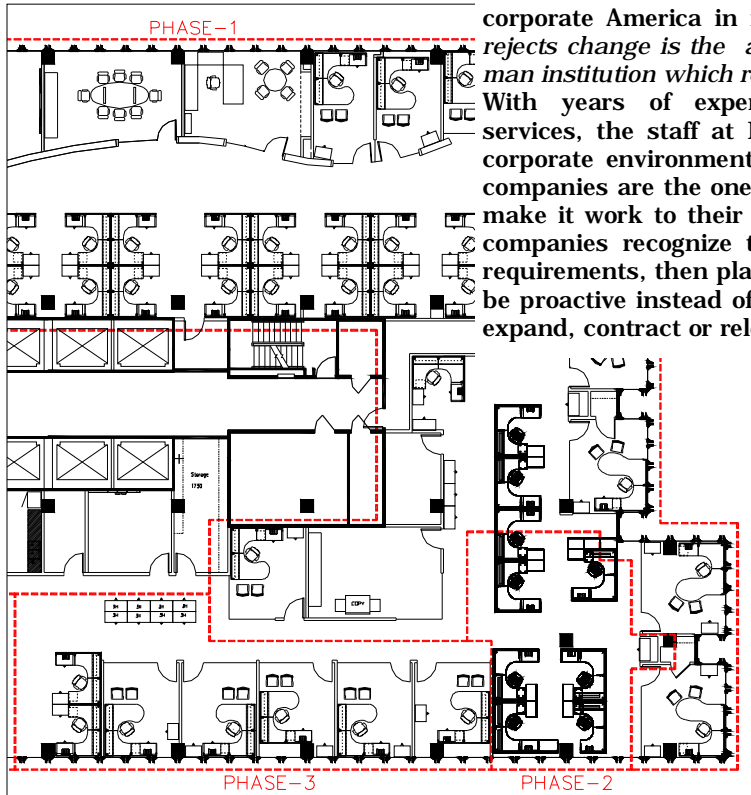 PHASE-1
corporate America in
rejects change is the a
man institution which r
With years of exper
services, the staff at
corporate environment
companies are the one
make it work to their
companies recognize t
requirements, then pla
be proactive instead of
expand, contract or rel
Storage
1730
COPY
PHASE-3
PHASE-2